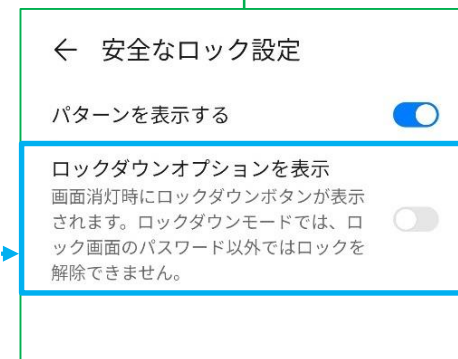 ← 安全なロック設定
パターンを表示する
ロックダウンオプションを表示
画面消灯時にロックダウンボタンが表示
されます。ロックダウンモードでは、ロ
ック画面のパスワード以外ではロックを
解除できません。